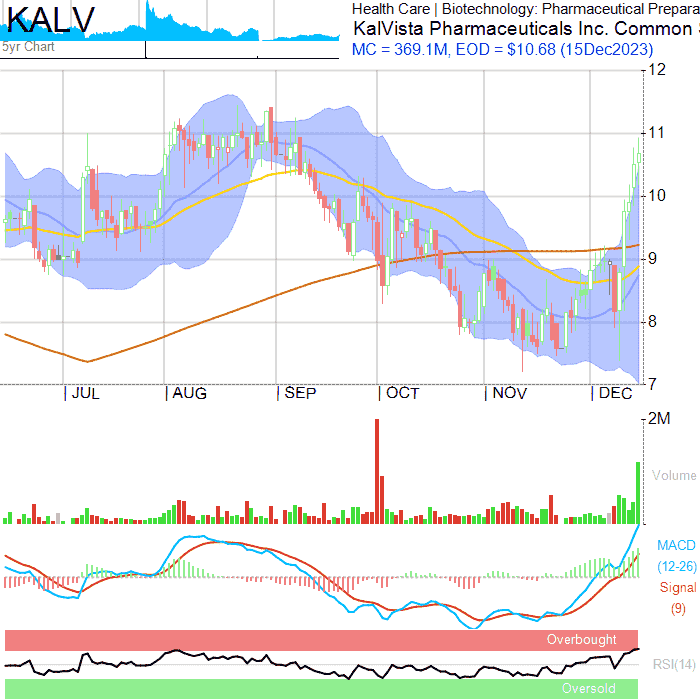 KALV
5yr Chart
Health Care | Biotechnology: Pharmaceutical Prepara
KalVista Pharmaceuticals Inc. Common
MC = 369.1M, EOD = $10.68 (15Dec2023)
12
11
10
9
8
7
JUL AUG SEP OCT NOV DEC
2M
Volume
MACD
(12-26)
Signal
(9)
Overbought
RSI(14)
Oversold